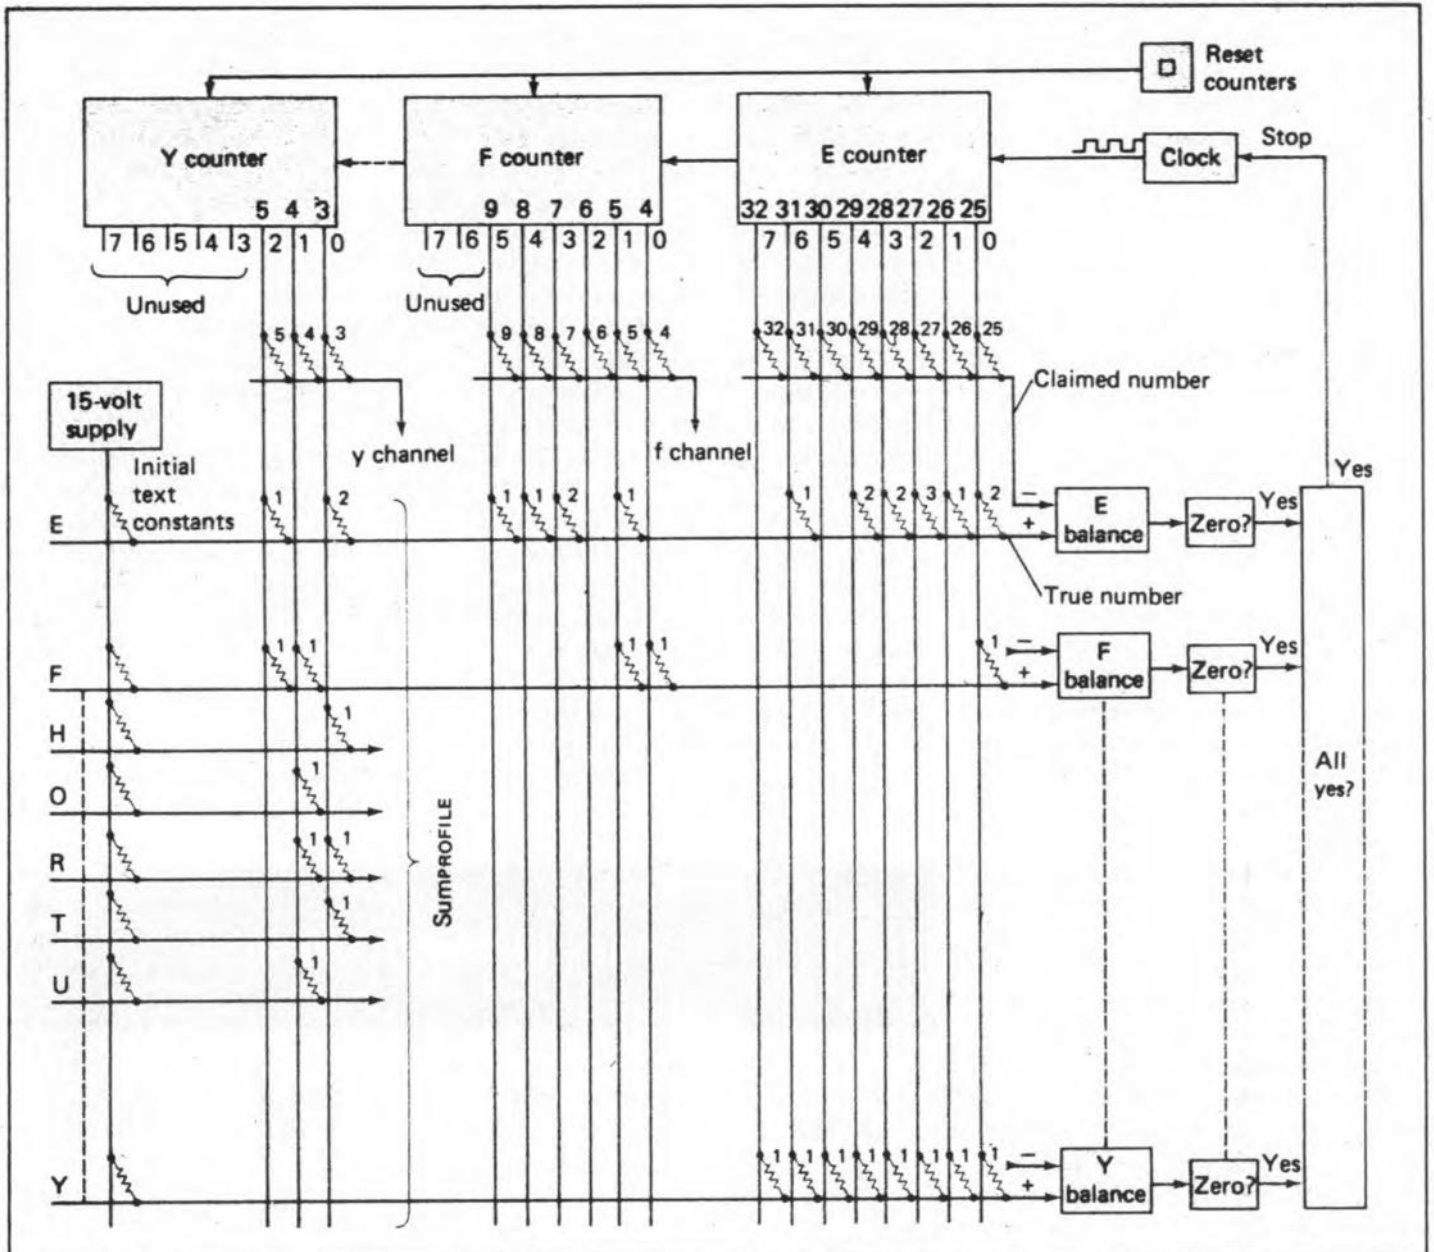 Reset counters
Stop
Y counter
F counter
E counter
Clock
5 4 3
9 8 7 6 5 4
32 31 30 29 28 27 26 25
7 6 5 4 3 2 1 0
7 6 5 4 3 2 1 0
7 6 5 4 3 2 1 0
Unused
Unused
5 4 3
9 8 7 6 5 4
32 31 30 29 28 27 26 25
15-volt supply
Claimed number
y channel
f channel
Initial text constants
Yes
E
1 2
1 1 2 1
1 2 2 3 1 2
−
+
E balance
Zero?
Yes
True number
F
1 1
1 1
1
−
+
F balance
Zero?
Yes
H
1
O
1
All yes?
R
1 1
T
1
U
1
SUMPROFILE
Y
1 1 1 1 1 1 1 1
−
+
Y balance
Zero?
Yes